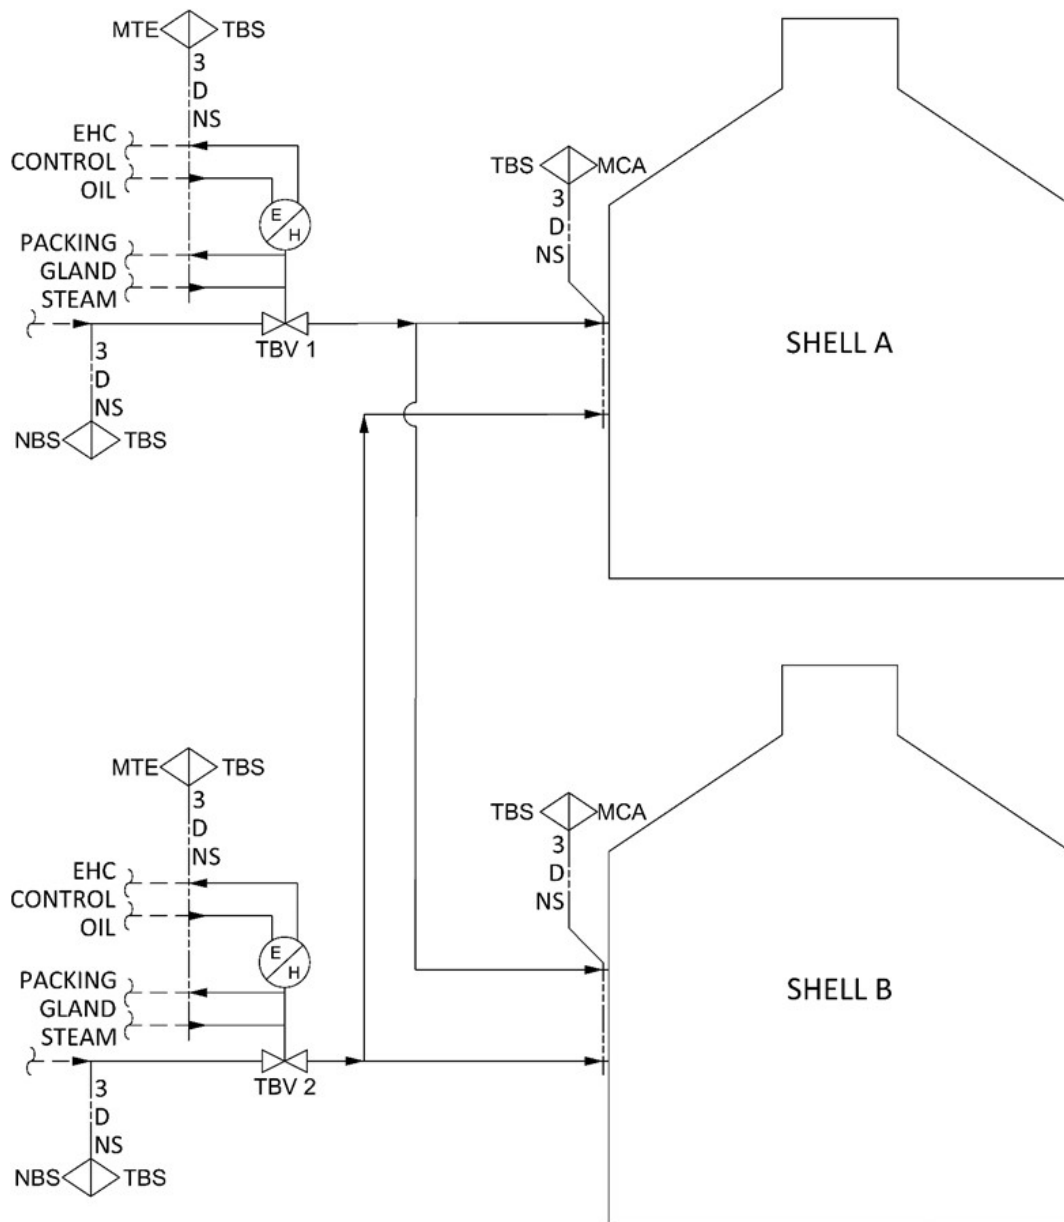 MTE TBS
3
D
NS
EHC
CONTROL
OIL
E
H
PACKING
GLAND
STEAM
TBV 1
3
D
NS
NBS TBS
TBS MCA
3
D
NS
SHELL A
MTE TBS
3
D
NS
EHC
CONTROL
OIL
E
H
PACKING
GLAND
STEAM
TBV 2
3
D
NS
NBS TBS
TBS MCA
3
D
NS
SHELL B